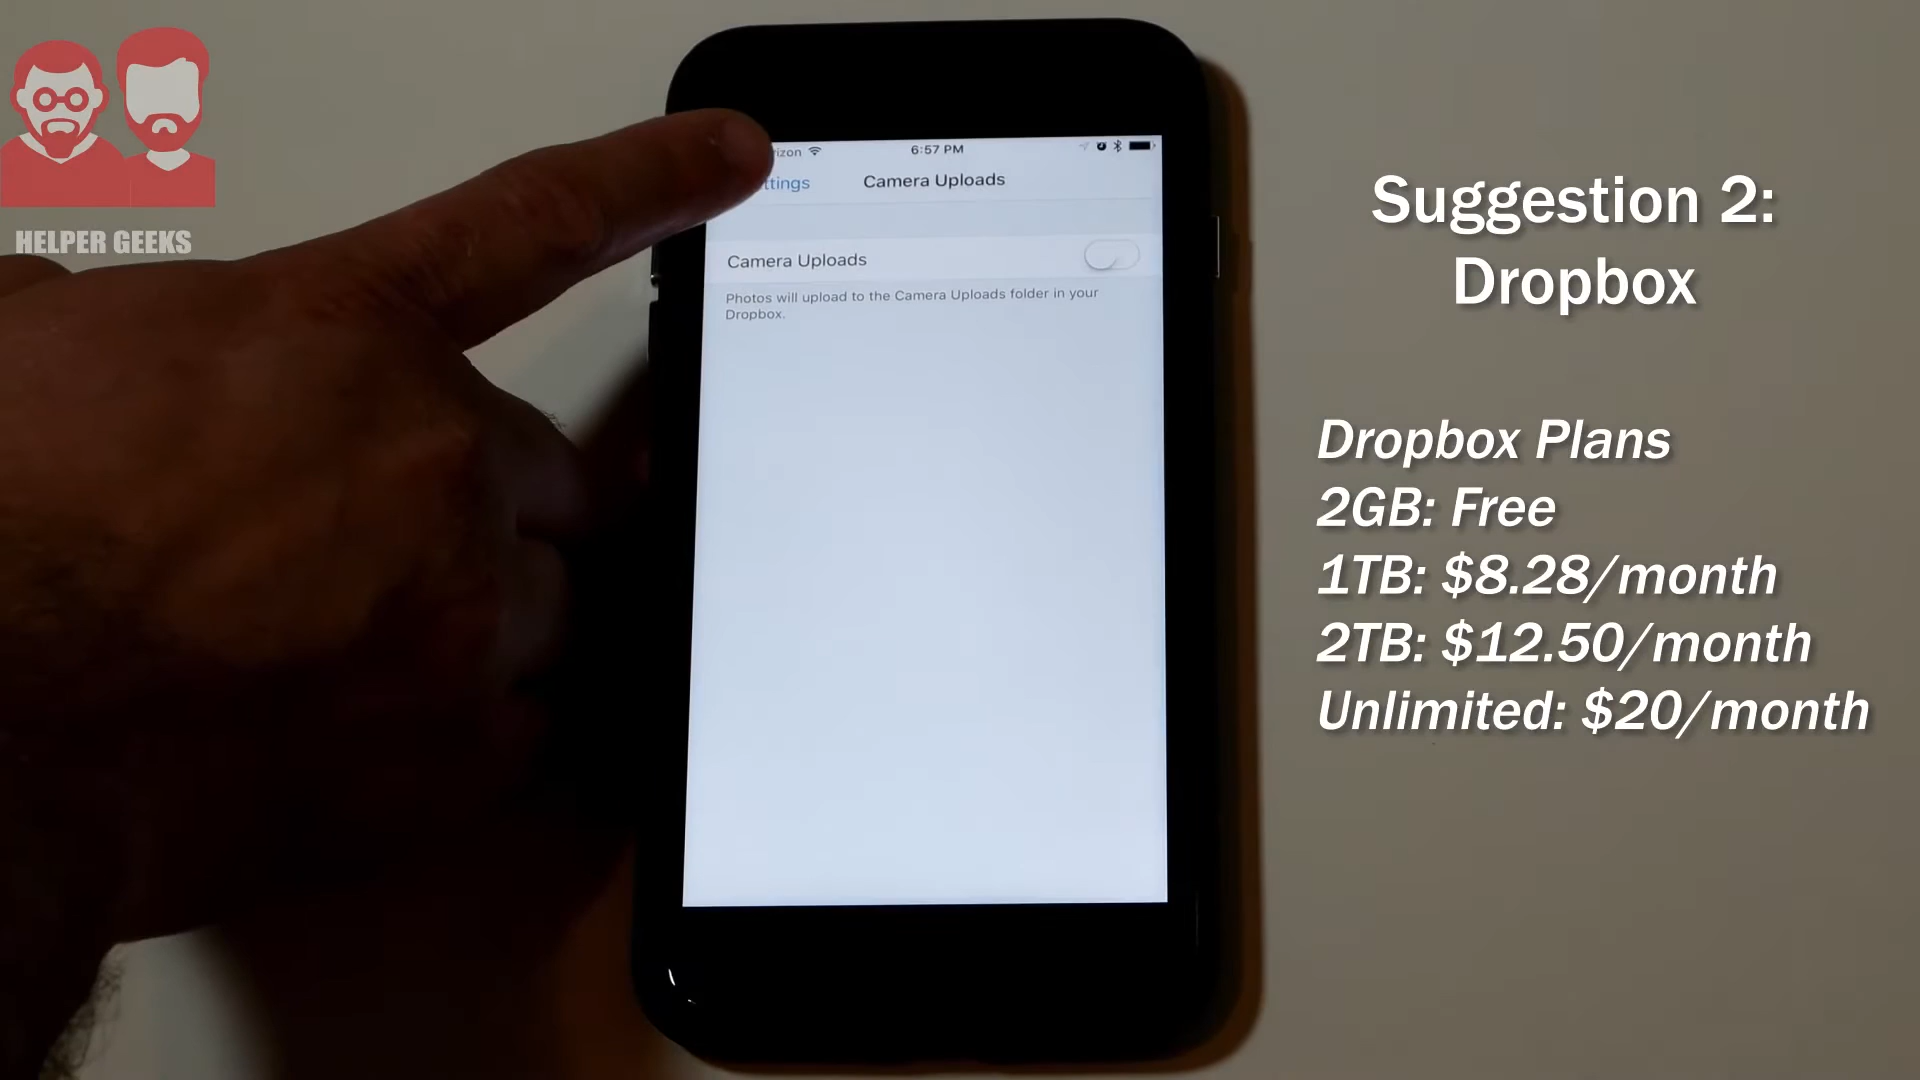 HELPER GEEKS
6:57 PM
Camera Uploads
Camera Uploads
Photos will upload to the Camera Uploads folder in your
Dropbox.
Suggestion 2:
Dropbox
Dropbox Plans
2GB: Free
1TB: $8.28/month
2TB: $12.50/month
Unlimited: $20/month